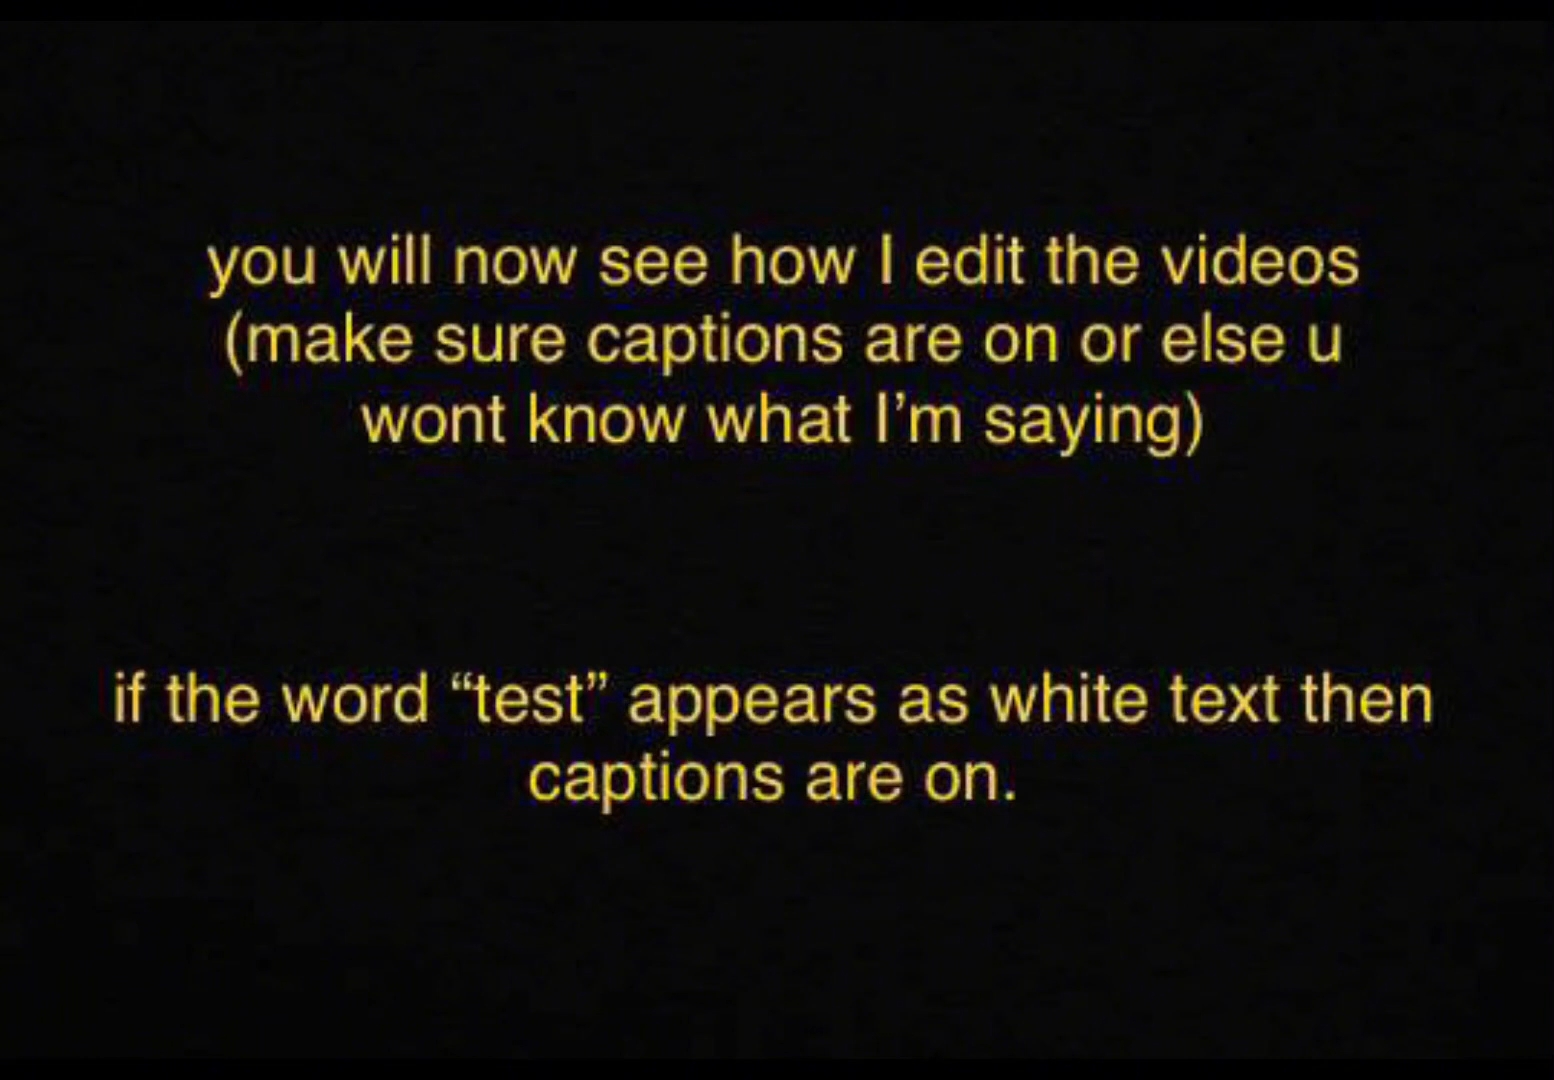 you will now see how I edit the videos
(make sure captions are on or else u
wont know what I’m saying)
if the word “test” appears as white text then
captions are on.